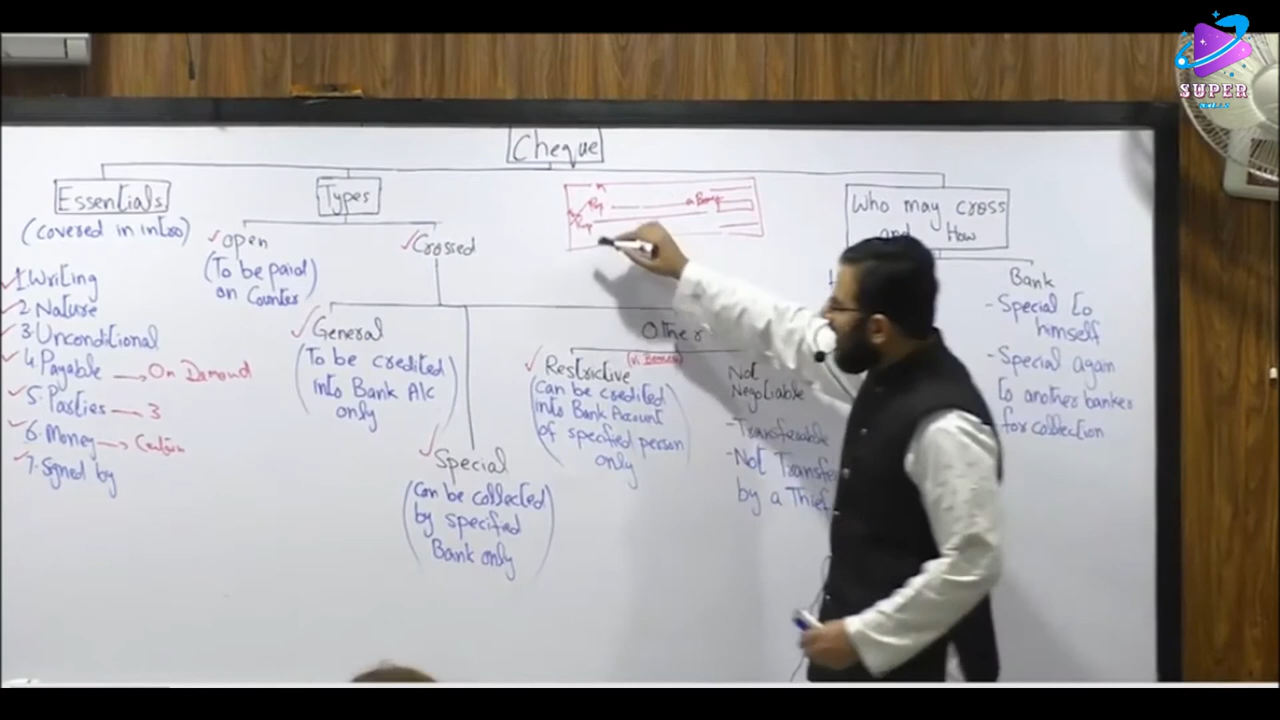 SUPER
Cheque
Essentials
(covered in intro)
1. Writing
2. Nature
3. Unconditional
4. Payable → On Demand
5. Parties — 3
6. Money →
7. Signed by
Types
Open
(To be paid
on Counter)
Crossed
General
(To be credited
into Bank A/c
only)
Special
(Can be collected
by specified
Bank only)
Other
Restrictive
(Can be credited
into Bank Account
of specified person
only)
Not
Negotiable
- Transferable
- Not Transfe
by a Thief
Who may cross
and How
Bank
- Special to
himself
- Special again
to another banker
for collection